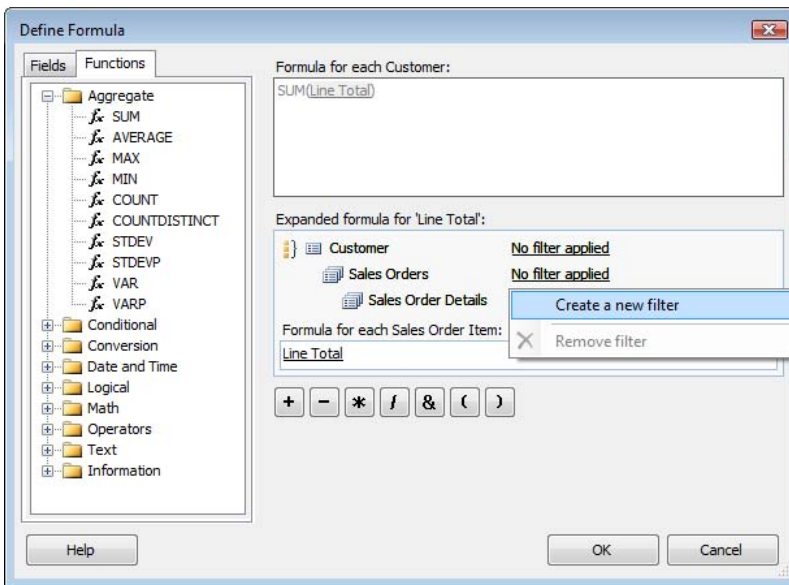 Define Formula
Fields
Functions
Aggregate
SUM
AVERAGE
MAX
MIN
COUNT
COUNTDISTINCT
STDEV
STDEVP
VAR
VARP
Conditional
Conversion
Date and Time
Logical
Math
Operators
Text
Information
Formula for each Customer:
SUM(Line Total)
Expanded formula for 'Line Total':
Customer No filter applied
Sales Orders No filter applied
Sales Order Details
Create a new filter
Remove filter
Formula for each Sales Order Item:
Line Total
+ - * / & ( )
Help
OK
Cancel